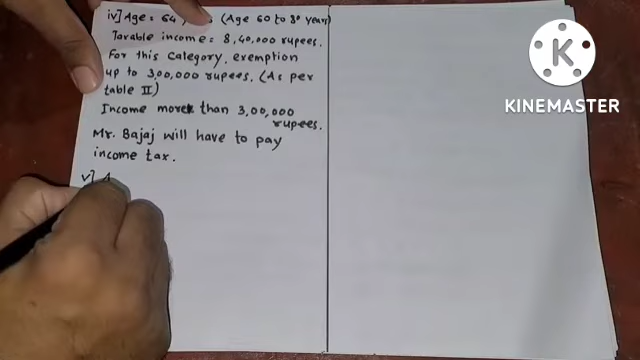 iv] Age = 64 (Age 60 to 80 years)
Taxable income = 8,40,000 rupees.
For this category, exemption
up to 3,00,000 rupees. (As per
table II)
Income more than 3,00,000
rupees.
Mr. Bajaj will have to pay
income tax.
v] A
KINEMASTER